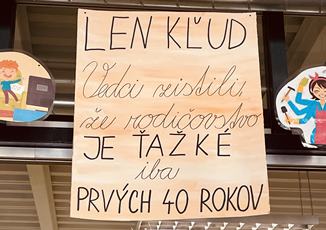 LEN KĽUD
Vedci zistili,
že rodičovstvo
JE ŤAŽKÉ
iba
PRVÝCH 40 ROKOV